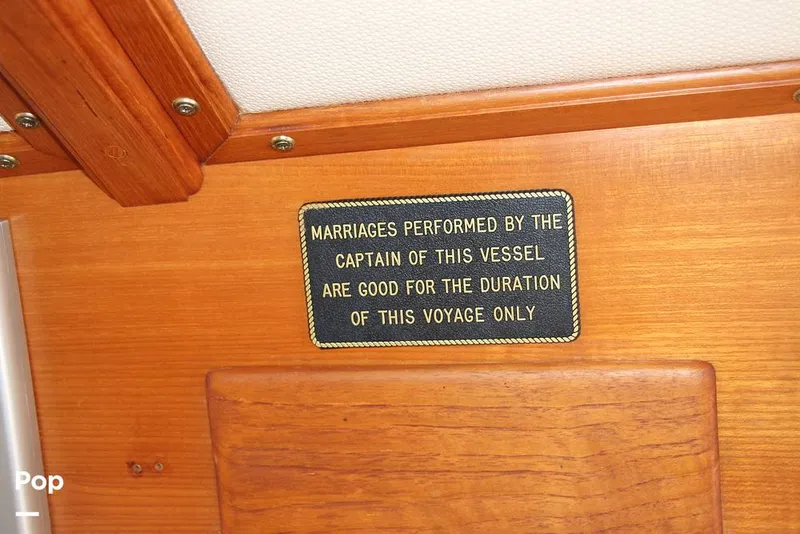 MARRIAGES PERFORMED BY THE
CAPTAIN OF THIS VESSEL
ARE GOOD FOR THE DURATION
OF THIS VOYAGE ONLY
Pop